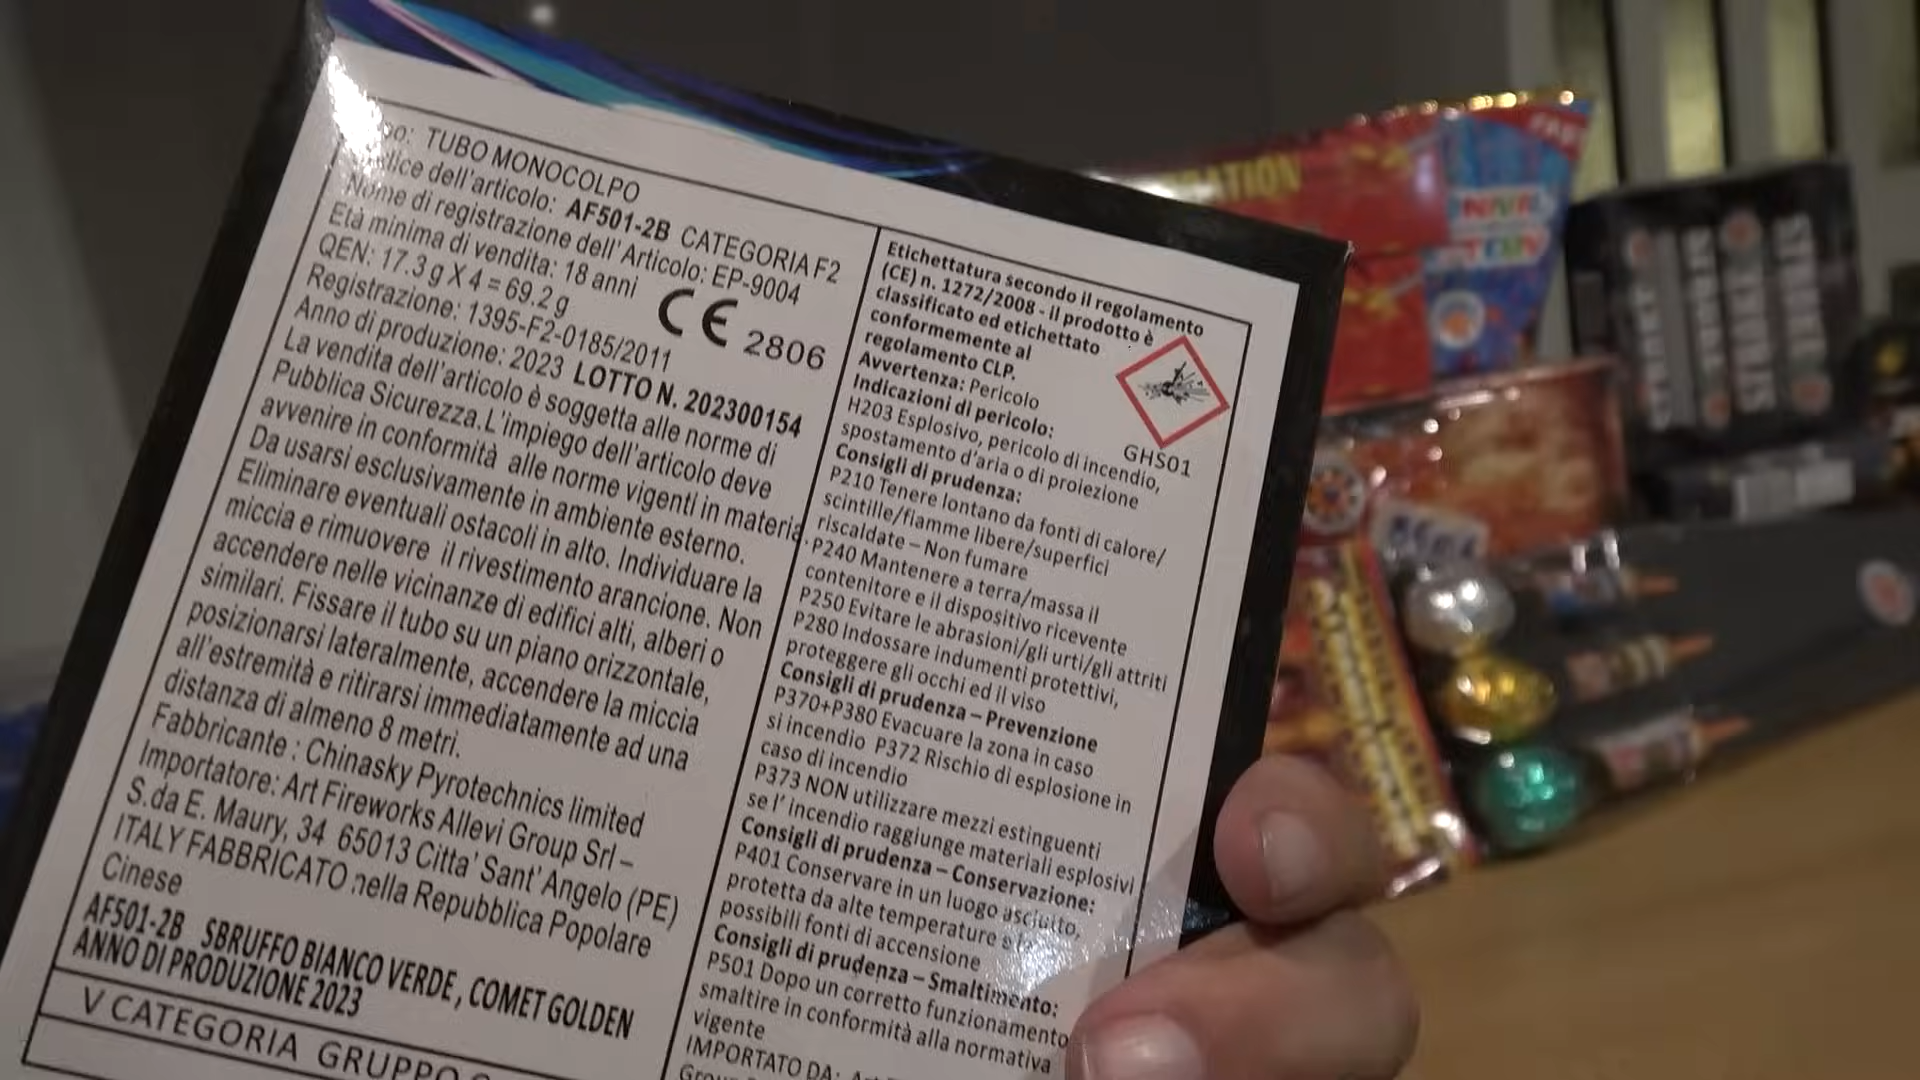 TUBO MONOCOLPO
dell'articolo: AF501-2B CATEGORIA F2
Nome di registrazione dell'Articolo: EP-9004
Età minima di vendita: 18 anni
QEN: 17.3 g X 4 = 69.2 g
CE 2806
Registrazione: 1395-F2-0185/2011
Anno di produzione: 2023 LOTTO N. 202300154
La vendita dell'articolo è soggetta alle norme di
Pubblica Sicurezza.L'impiego dell'articolo deve
avvenire in conformità alle norme vigenti in materia.
Da usarsi esclusivamente in ambiente esterno.
Eliminare eventuali ostacoli in alto. Individuare la
miccia e rimuovere il rivestimento arancione. Non
accendere nelle vicinanze di edifici alti, alberi o
similari. Fissare il tubo su un piano orizzontale,
posizionarsi lateralmente, accendere la miccia
all'estremità e ritirarsi immediatamente ad una
distanza di almeno 8 metri.
Fabbricante : Chinasky Pyrotechnics limited
Importatore: Art Fireworks Allevi Group Srl –
S.da E. Maury, 34 65013 Citta' Sant' Angelo (PE)
ITALY FABBRICATO nella Repubblica Popolare
Cinese
AF501-2B SBRUFFO BIANCO VERDE, COMET GOLDEN
ANNO DI PRODUZIONE 2023
V CATEGORIA GRUPPO
Etichettatura secondo il regolamento
(CE) n. 1272/2008 - il prodotto è
classificato ed etichettato
conformemente al
regolamento CLP.
Avvertenza: Pericolo
Indicazioni di pericolo:
GHS01
H203 Esplosivo, pericolo di incendio,
spostamento d'aria o di proiezione
Consigli di prudenza:
P210 Tenere lontano da fonti di calore/
scintille/fiamme libere/superfici
riscaldate – Non fumare
P240 Mantenere a terra/massa il
contenitore e il dispositivo ricevente
P250 Evitare le abrasioni/gli urti/gli attriti
P280 Indossare indumenti protettivi,
proteggere gli occhi ed il viso
Consigli di prudenza – Prevenzione
P370+P380 Evacuare la zona in caso
si incendio P372 Rischio di esplosione in
caso di incendio
P373 NON utilizzare mezzi estinguenti
se l' incendio raggiunge materiali esplosivi
Consigli di prudenza – Conservazione:
P401 Conservare in un luogo asciutto,
protetta da alte temperature e
possibili fonti di accensione
Consigli di prudenza – Smaltimento:
P501 Dopo un corretto funzionamento
smaltire in conformità alla normativa
vigente
IMPORTATO DA:
STRIKE